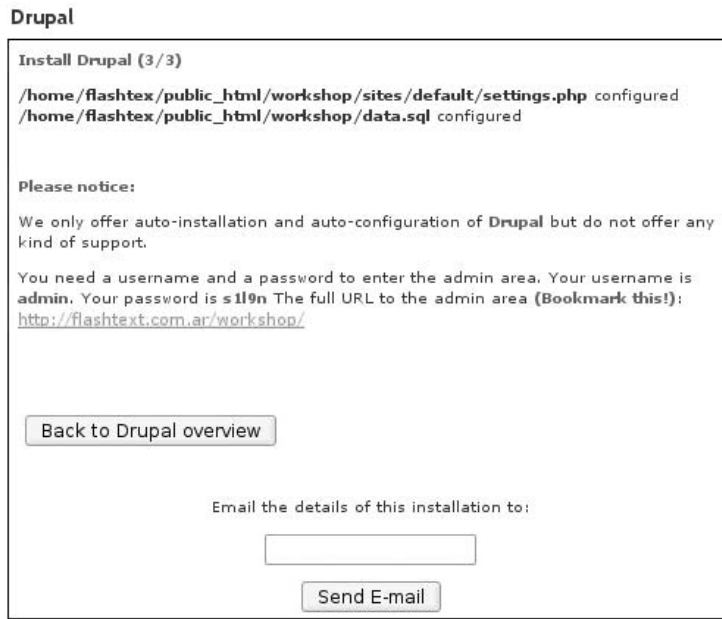 Drupal
Install Drupal (3/3)
/home/flashtex/public_html/workshop/sites/default/settings.php configured
/home/flashtex/public_html/workshop/data.sql configured
Please notice:
We only offer auto-installation and auto-configuration of Drupal but do not offer any
kind of support.
You need a username and a password to enter the admin area. Your username is
admin. Your password is s1l9n The full URL to the admin area (Bookmark this!):
http://flashtext.com.ar/workshop/
Back to Drupal overview
Email the details of this installation to:
Send E-mail